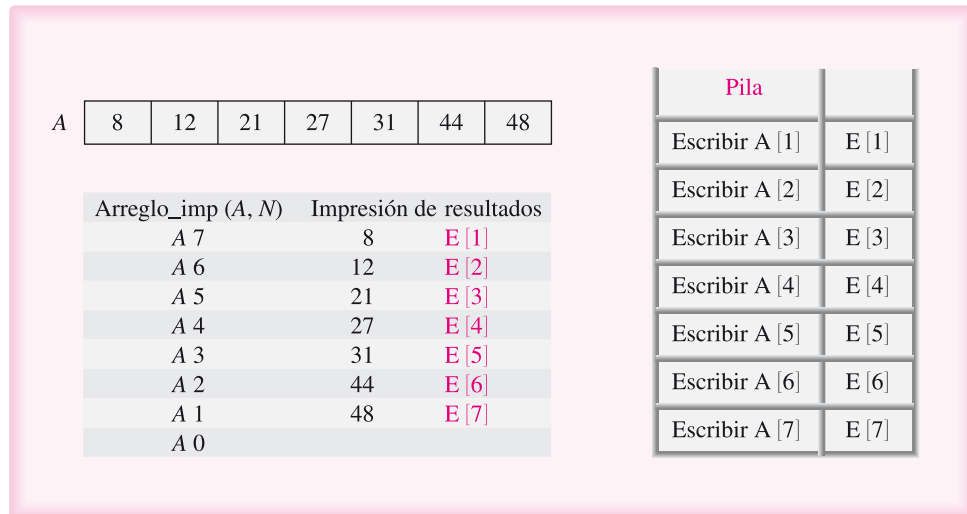 A 8 12 21 27 31 44 48
Arreglo_imp (A, N) Impresión de resultados
A 7 8 E [1]
A 6 12 E [2]
A 5 21 E [3]
A 4 27 E [4]
A 3 31 E [5]
A 2 44 E [6]
A 1 48 E [7]
A 0
Pila
Escribir A [1] E [1]
Escribir A [2] E [2]
Escribir A [3] E [3]
Escribir A [4] E [4]
Escribir A [5] E [5]
Escribir A [6] E [6]
Escribir A [7] E [7]